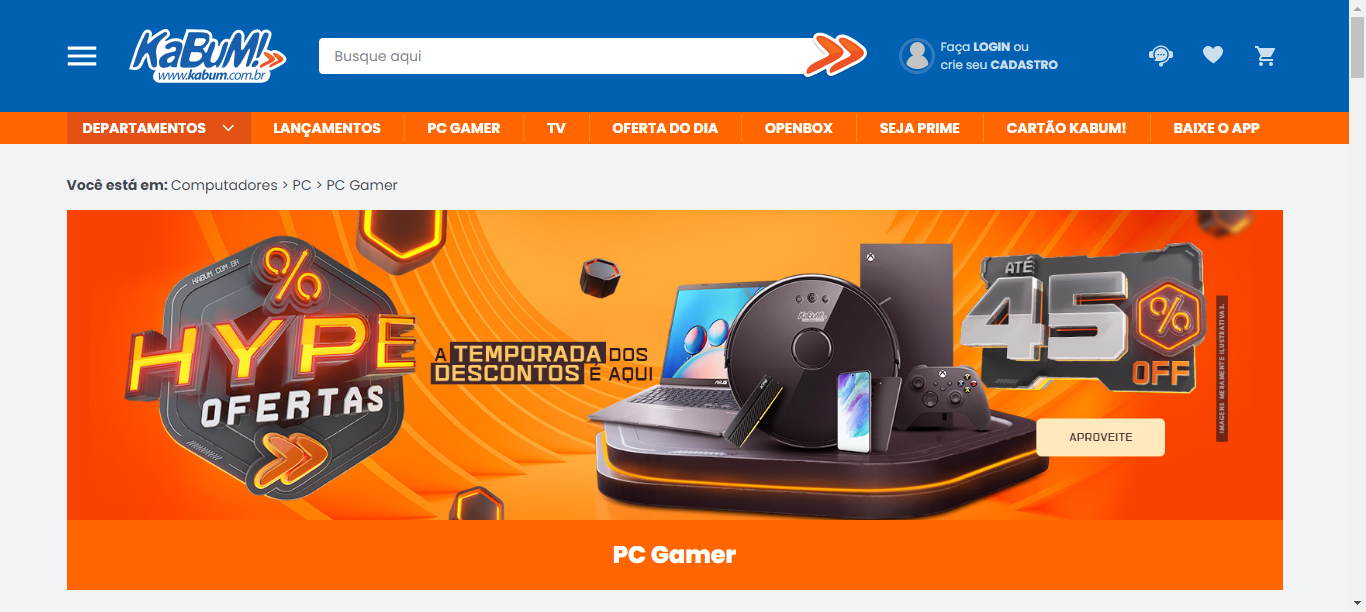 KaBuM!
www.kabum.com.br
Busque aqui
Faça LOGIN ou
crie seu CADASTRO
DEPARTAMENTOS
LANÇAMENTOS
PC GAMER
TV
OFERTA DO DIA
OPENBOX
SEJA PRIME
CARTÃO KABUM!
BAIXE O APP
Você está em: Computadores > PC > PC Gamer
KABUM.COM.BR
%
HYPE
OFERTAS
A TEMPORADA DOS
DESCONTOS É AQUI
KaBuM!
ASUS
ATÉ
45%
OFF
IMAGENS MERAMENTE ILUSTRATIVAS.
APROVEITE
PC Gamer